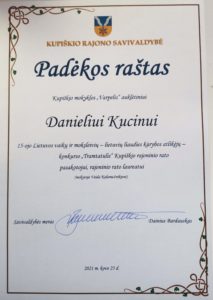 KUPIŠKIO RAJONO SAVIVALDYBĖ
Padėkos raštas
Kupiškio mokyklos „Varpelis" auklėtiniui
Danieliui Kucinui
15-ojo Lietuvos vaikų ir moksleivių – lietuvių liaudies kūrybos atlikėjų –
konkurso „Tramtatulis" Kupiškio rajoninio rato
pasakotojui, rajoninio rato laureatui
Savivaldybės meras
Dainius Bardauskas
2021 m. kovo 25 d.